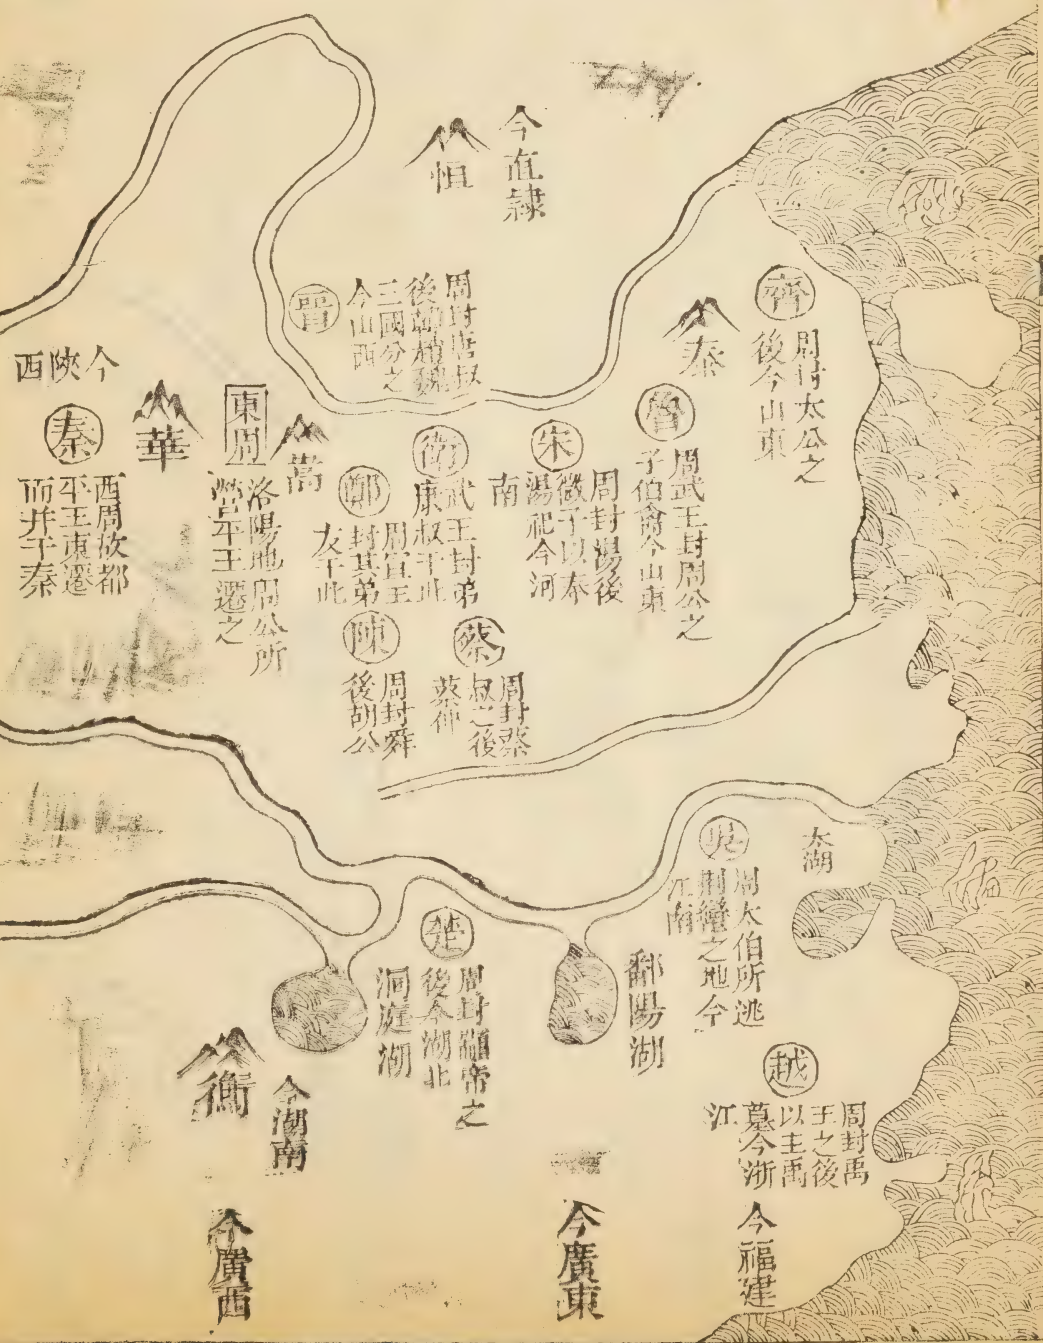 今直隸
恒
齊
周封太公之
後今山東
泰
魯
周武王封周公之
子伯禽今山東
晉
周封唐叔
後韓趙魏
三國分之
今山西
宋
周封湯後
微子以奉
湯祀今河
南
衛
武王封弟
康叔于此
鄭
周宣王
封其弟
友于此
嵩
東周
洛陽地周公所
營平王遷之
華
今陝西
秦
西周故都
平王東遷
而并于秦
蔡
周封蔡
叔之後
蔡仲
陳
周封舜
後胡公
太湖
吳
周太伯所逃
荆蠻之地今
江南
鄱陽湖
楚
周封顓帝之
後今湖北
洞庭湖
越
周封禹
王之後
以主禹
墓今浙
江
衡
今湖南
今福建
今廣東
今廣西